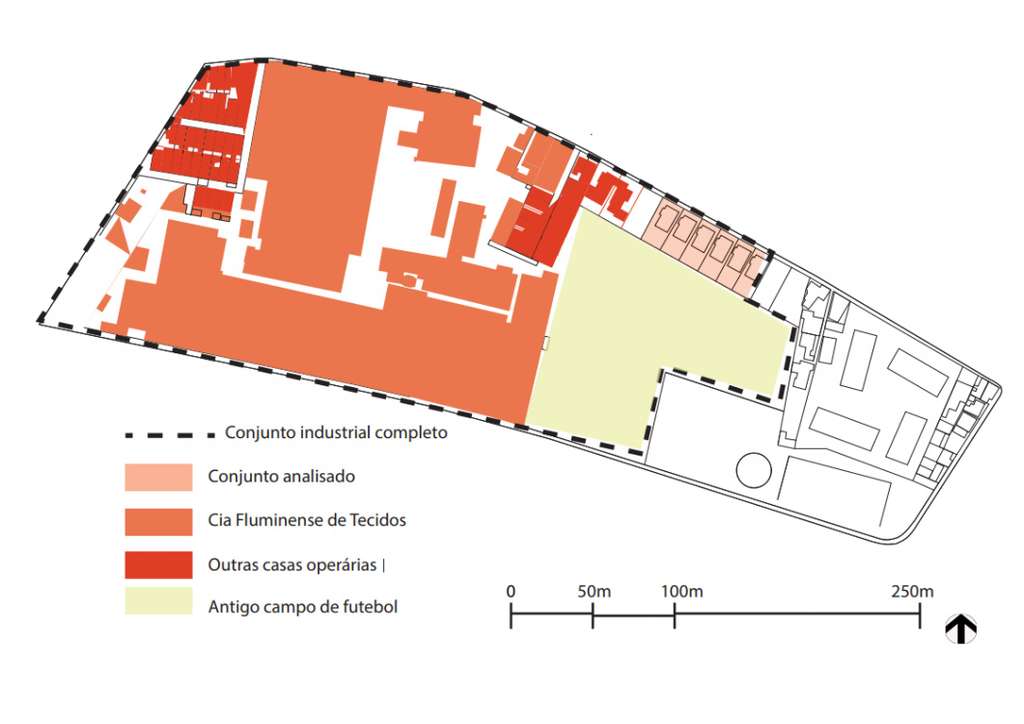 Conjunto industrial completo
Conjunto analisado
Cia Fluminense de Tecidos
Outras casas operárias |
Antigo campo de futebol
0 50m 100m 250m